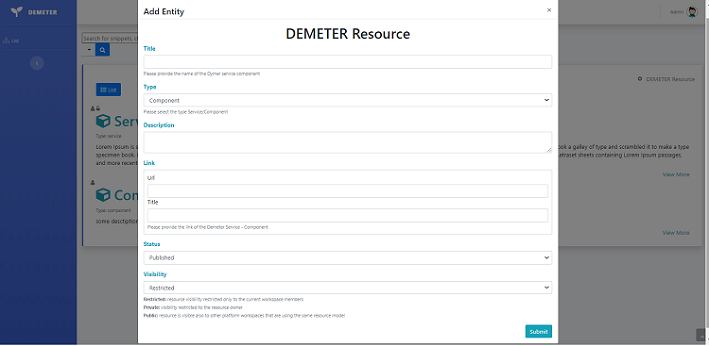 DEMETER
List
Search for snippets, c
Admin
DEMETER Resource
List
Serv
Type: service
Lorem Ipsum is s
specimen book. I
and more recentl
ook a galley of type and scrambled it to make a type
atraset sheets containing Lorem Ipsum passages,
View More
Com
Type: component
some description
View More
Add Entity
×
DEMETER Resource
Title
Please provide the name of the Dymer service component
Type
Component
Please select the type Service/Component
Description
Link
Url
Title
Please provide the link of the Demeter Service - Component
Status
Published
Visibility
Restricted
Restricted: resource visibility restricted only to the current workspace members
Private: visibility restricted to the resource owner
Public: resource is visible also to other platform workspaces that are using the same resource model
Submit